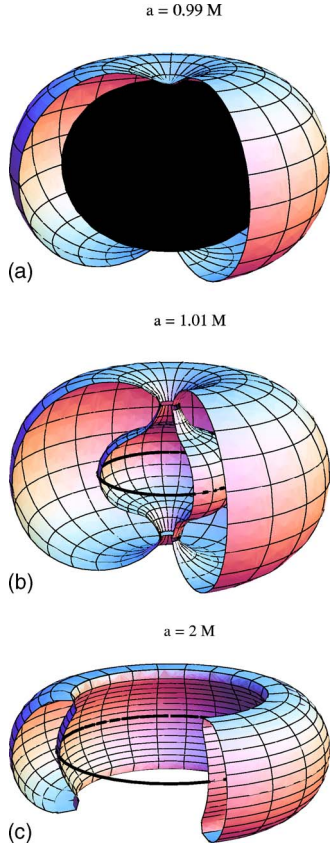 a = 0.99 M
(a)
a = 1.01 M
(b)
a = 2 M
(c)